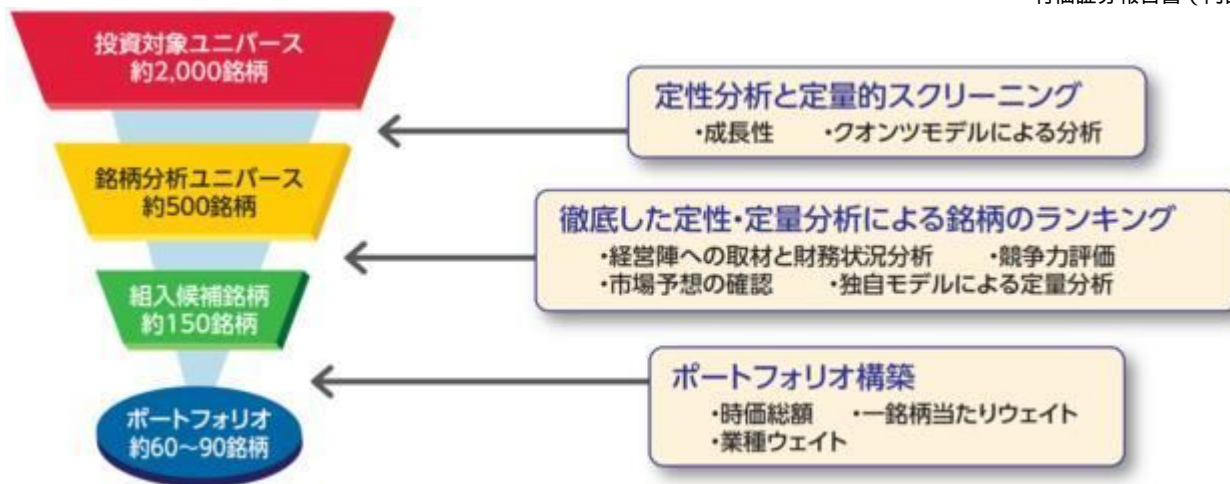 投資対象ユニバース
約2,000銘柄
定性分析と定量的スクリーニング
・成長性 ・クオンツモデルによる分析
銘柄分析ユニバース
約500銘柄
徹底した定性・定量分析による銘柄のランキング
・経営陣への取材と財務状況分析 ・競争力評価
・市場予想の確認 ・独自モデルによる定量分析
組入候補銘柄
約150銘柄
ポートフォリオ構築
・時価総額 ・一銘柄当たりウェイト
・業種ウェイト
ポートフォリオ
約60～90銘柄